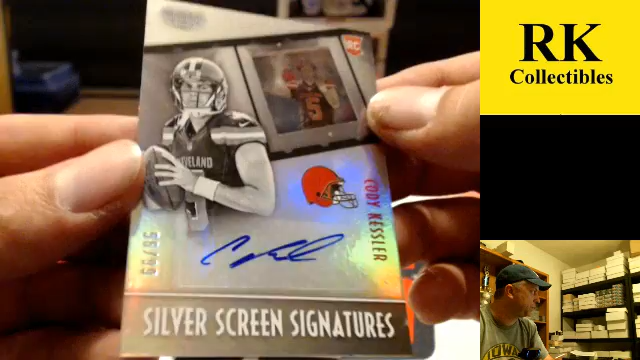 RK
Collectibles
RC
CLEVELAND
5
CODY KESSLER
SILVER SCREEN SIGNATURES